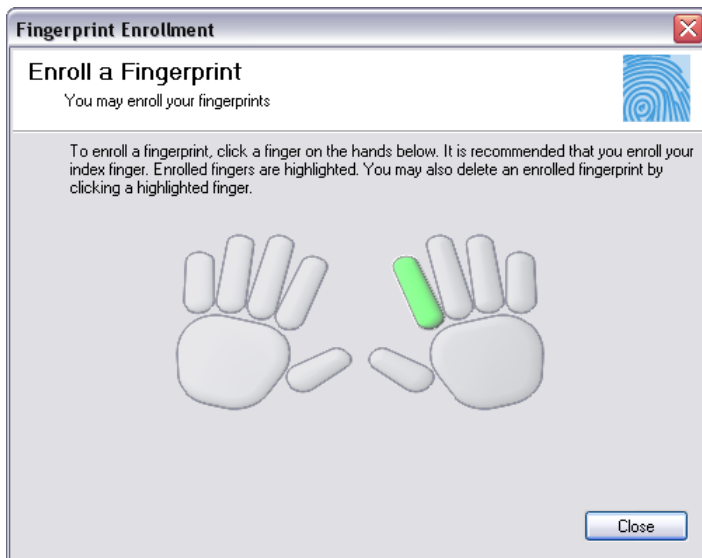 Fingerprint Enrollment
Enroll a Fingerprint
You may enroll your fingerprints
To enroll a fingerprint, click a finger on the hands below. It is recommended that you enroll your
index finger. Enrolled fingers are highlighted. You may also delete an enrolled fingerprint by
clicking a highlighted finger.
Close